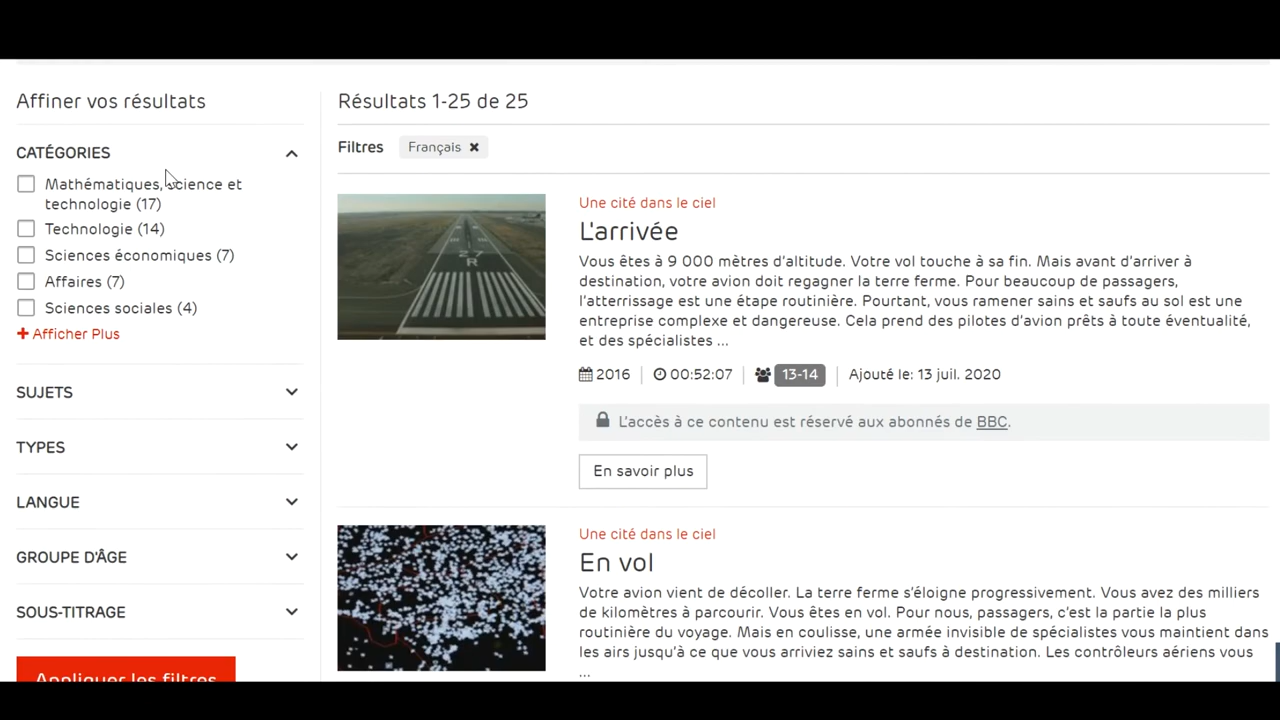 Affiner vos résultats
CATÉGORIES
Mathématiques, science et
technologie (17)
Technologie (14)
Sciences économiques (7)
Affaires (7)
Sciences sociales (4)
+ Afficher Plus
SUJETS
TYPES
LANGUE
GROUPE D'ÂGE
SOUS-TITRAGE
Appliquer les filtres
Résultats 1-25 de 25
Filtres Français ✖
Une cité dans le ciel
L'arrivée
Vous êtes à 9 000 mètres d’altitude. Votre vol touche à sa fin. Mais avant d’arriver à
destination, votre avion doit regagner la terre ferme. Pour beaucoup de passagers,
l’atterrissage est une étape routinière. Pourtant, vous ramener sains et saufs au sol est une
entreprise complexe et dangereuse. Cela prend des pilotes d’avion prêts à toute éventualité,
et des spécialistes ...
2016 00:52:07 13-14 Ajouté le: 13 juil. 2020
L’accès à ce contenu est réservé aux abonnés de BBC.
En savoir plus
27
R
Une cité dans le ciel
En vol
Votre avion vient de décoller. La terre ferme s’éloigne progressivement. Vous avez des milliers
de kilomètres à parcourir. Vous êtes en vol. Pour nous, passagers, c’est la partie la plus
routinière du voyage. Mais en coulisse, une armée invisible de spécialistes vous maintient dans
les airs jusqu’à ce que vous arriviez sains et saufs à destination. Les contrôleurs aériens vous
...